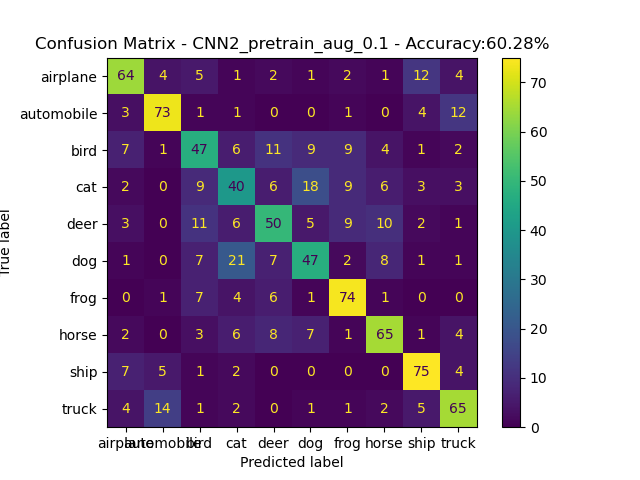 Confusion Matrix - CNN2_pretrain_aug_0.1 - Accuracy:60.28%
airplane 64 4 5 1 2 1 2 1 12 4
automobile 3 73 1 1 0 0 1 0 4 12
bird 7 1 47 6 11 9 9 4 1 2
cat 2 0 9 40 6 18 9 6 3 3
deer 3 0 11 6 50 5 9 10 2 1
dog 1 0 7 21 7 47 2 8 1 1
frog 0 1 7 4 6 1 74 1 0 0
horse 2 0 3 6 8 7 1 65 1 4
ship 7 5 1 2 0 0 0 0 75 4
truck 4 14 1 2 0 1 1 2 5 65
airplane automobile bird cat deer dog frog horse ship truck
Predicted label
True label
70
60
50
40
30
20
10
0